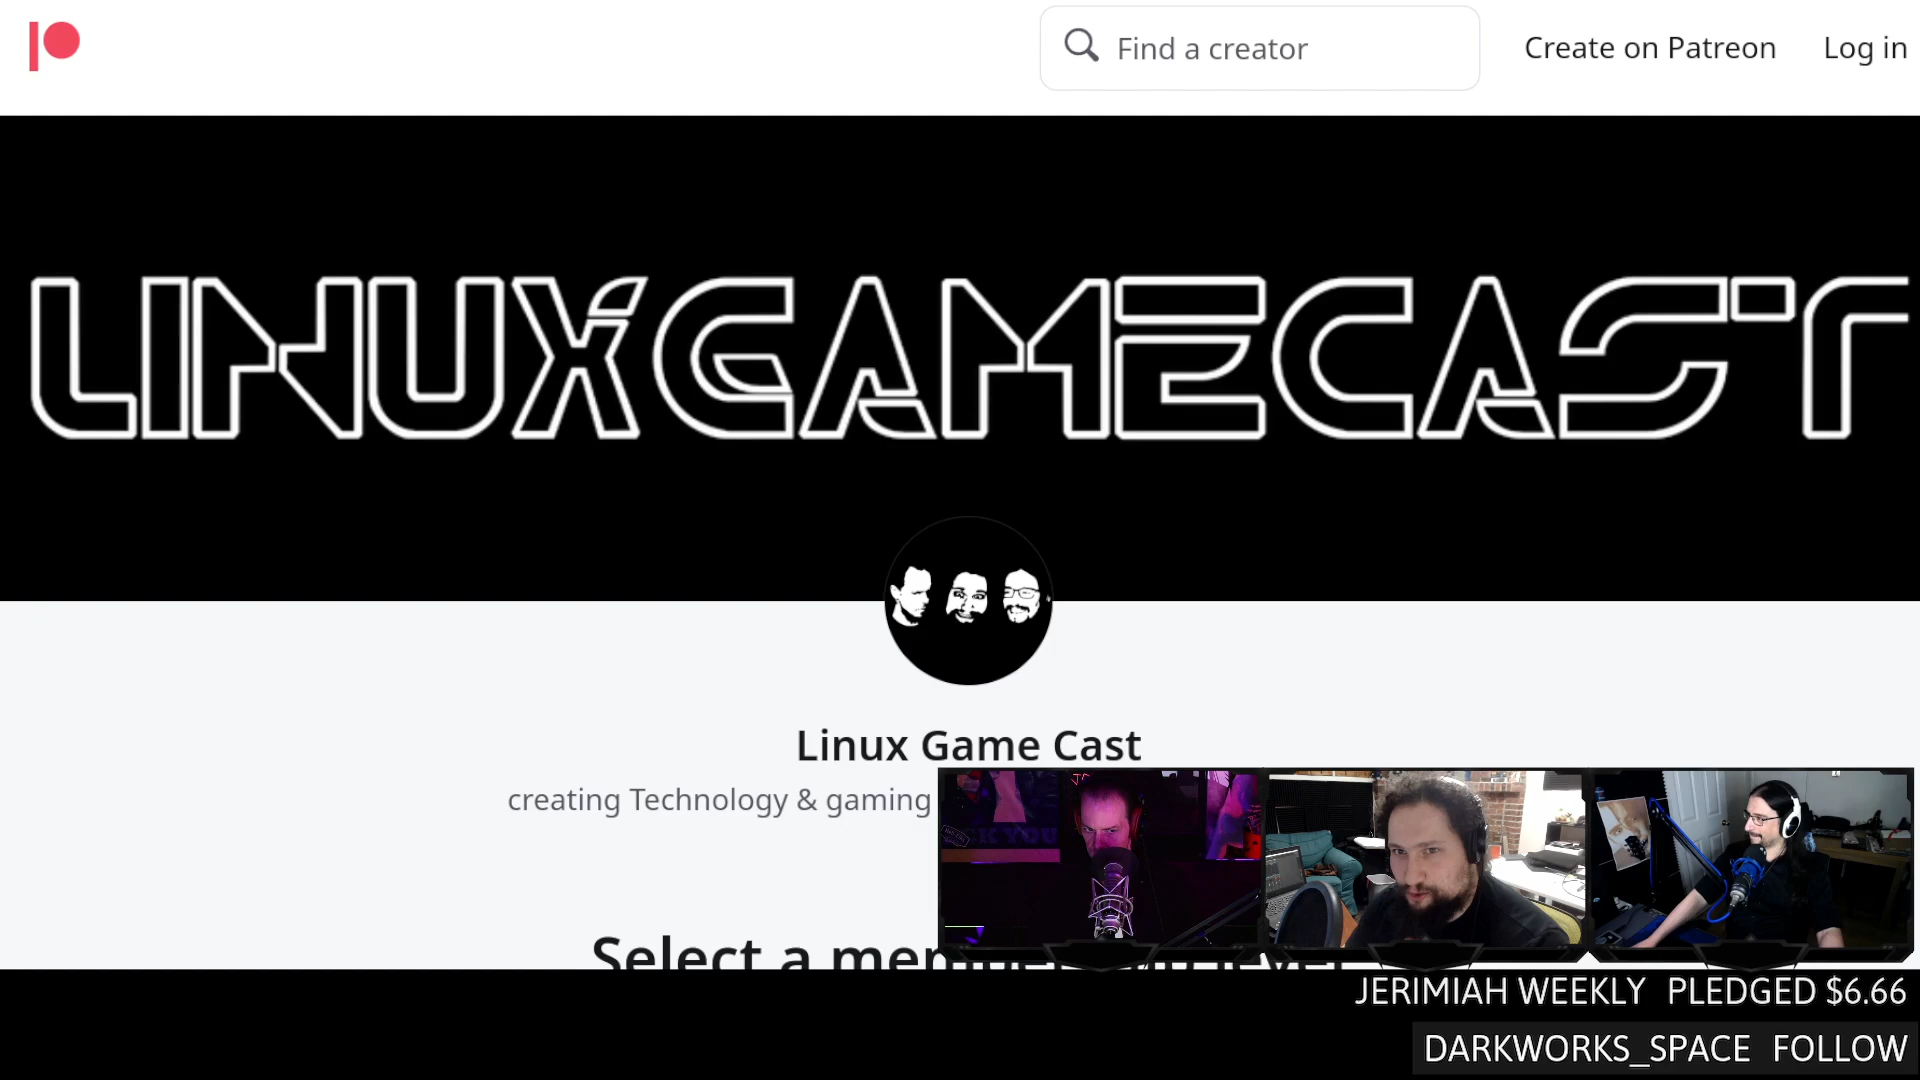 Find a creator
Create on Patreon
Log in
LINUXGAMECAST
Linux Game Cast
creating Technology & gaming
Select a
JERIMIAH WEEKLY PLEDGED $6.66
DARKWORKS_SPACE FOLLOW